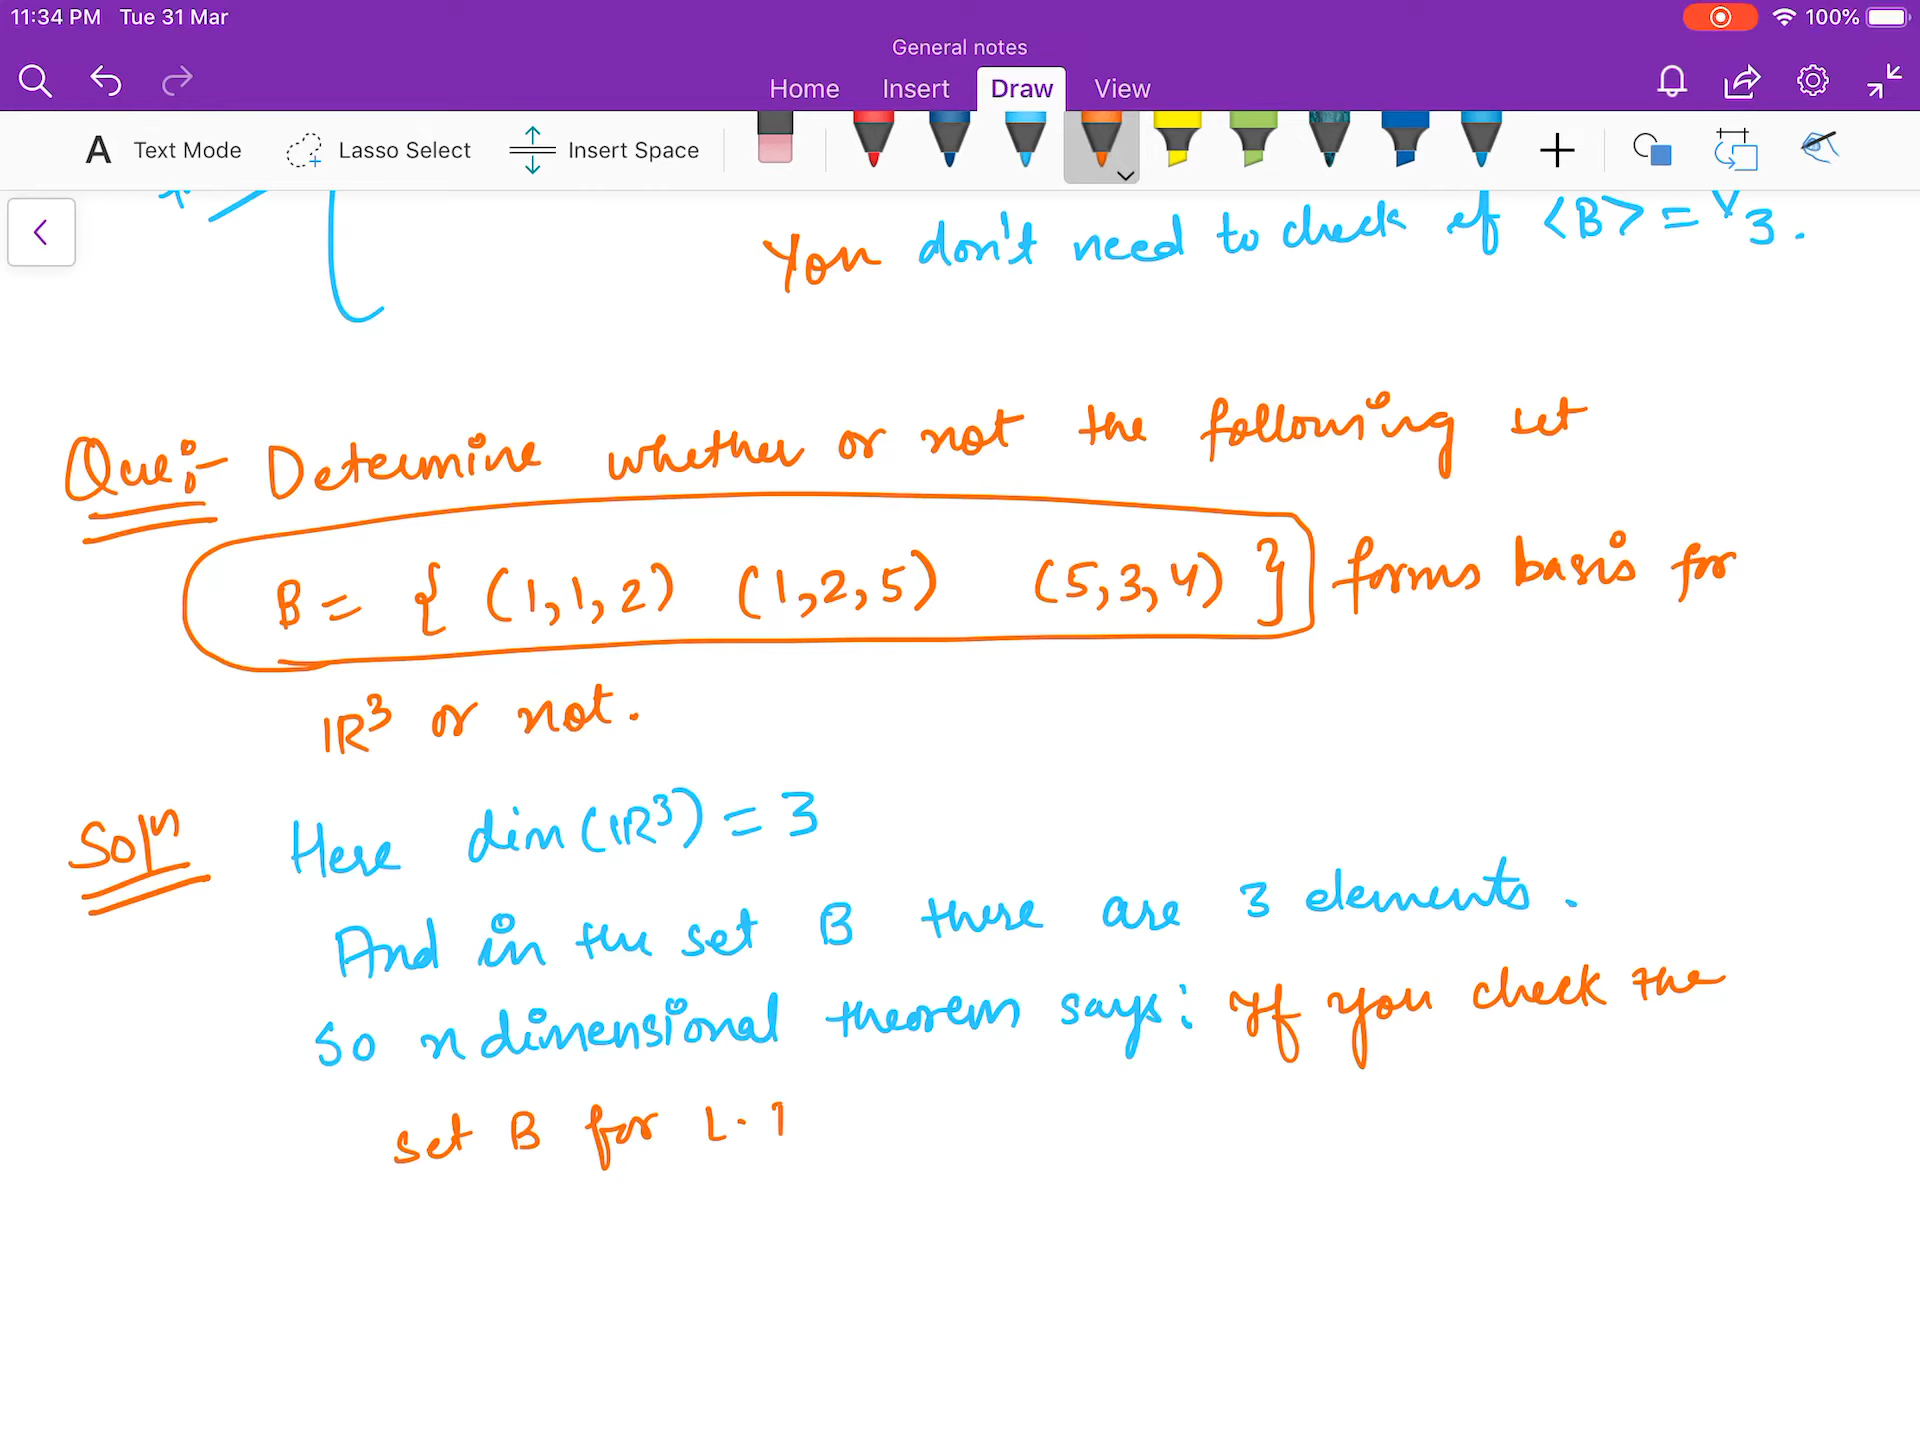 11:34 PM Tue 31 Mar 100%
General notes
Home Insert Draw View
A Text Mode Lasso Select Insert Space
You don't need to check if <B> = V3.
Que:- Determine whether or not the following set
B = { (1,1,2) (1,2,5) (5,3,4) } forms basis for
IR³ or not.
Solⁿ Here dim (IR³) = 3
And in the set B there are 3 elements.
So n dimensional theorem says: If you check the
set B for L. I